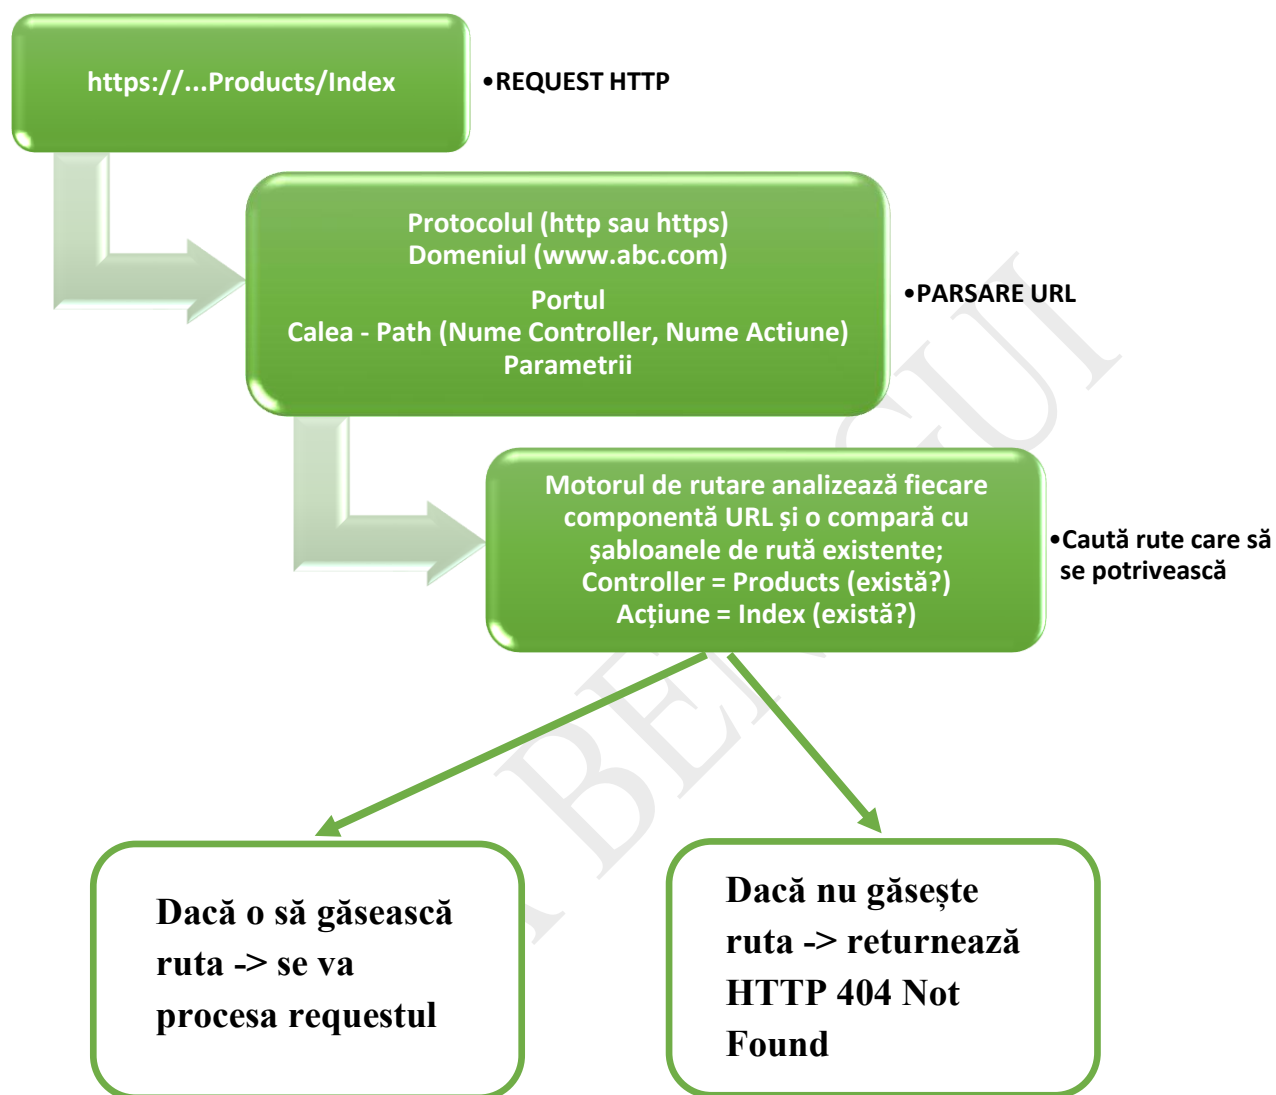 https://...Products/Index
•REQUEST HTTP
Protocolul (http sau https)
Domeniul (www.abc.com)
Portul
Calea - Path (Nume Controller, Nume Actiune)
Parametrii
•PARSARE URL
Motorul de rutare analizează fiecare
componentă URL și o compară cu
șabloanele de rută existente;
Controller = Products (există?)
Acțiune = Index (există?)
•Caută rute care să
se potrivească
Dacă o să găsească
ruta -> se va
procesa requestul
Dacă nu găsește
ruta -> returnează
HTTP 404 Not
Found